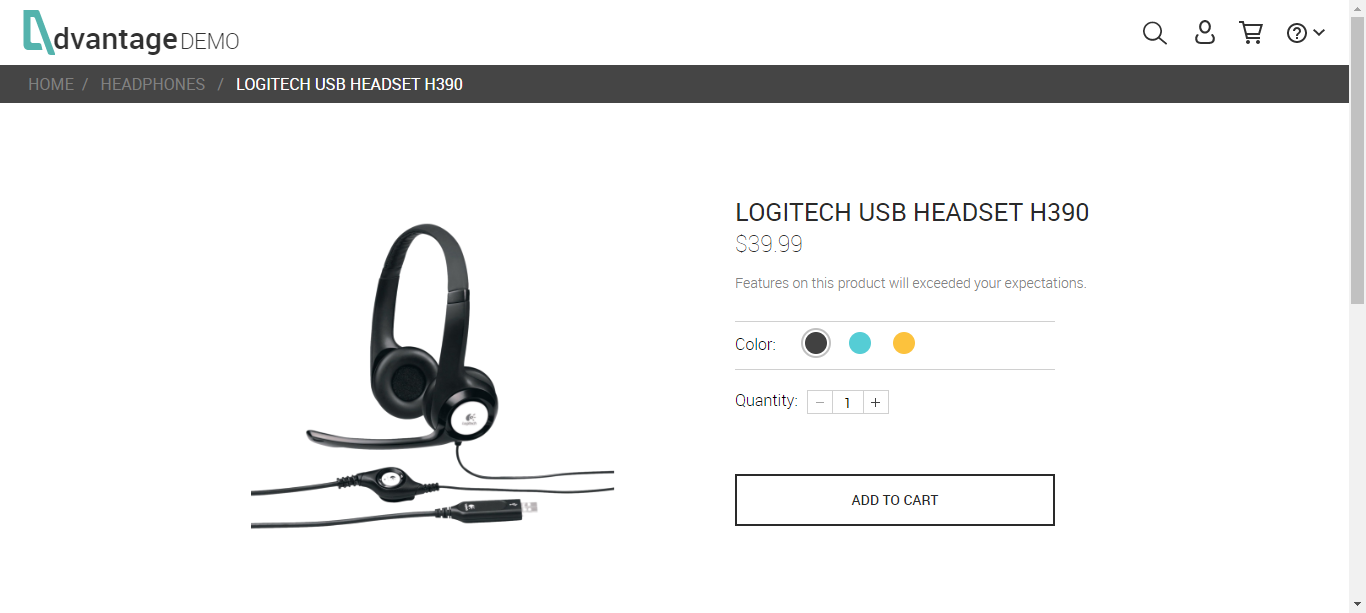 dvantage DEMO
HOME / HEADPHONES / LOGITECH USB HEADSET H390
LOGITECH USB HEADSET H390
$39.99
Features on this product will exceeded your expectations.
Color:
Quantity: − 1 +
ADD TO CART